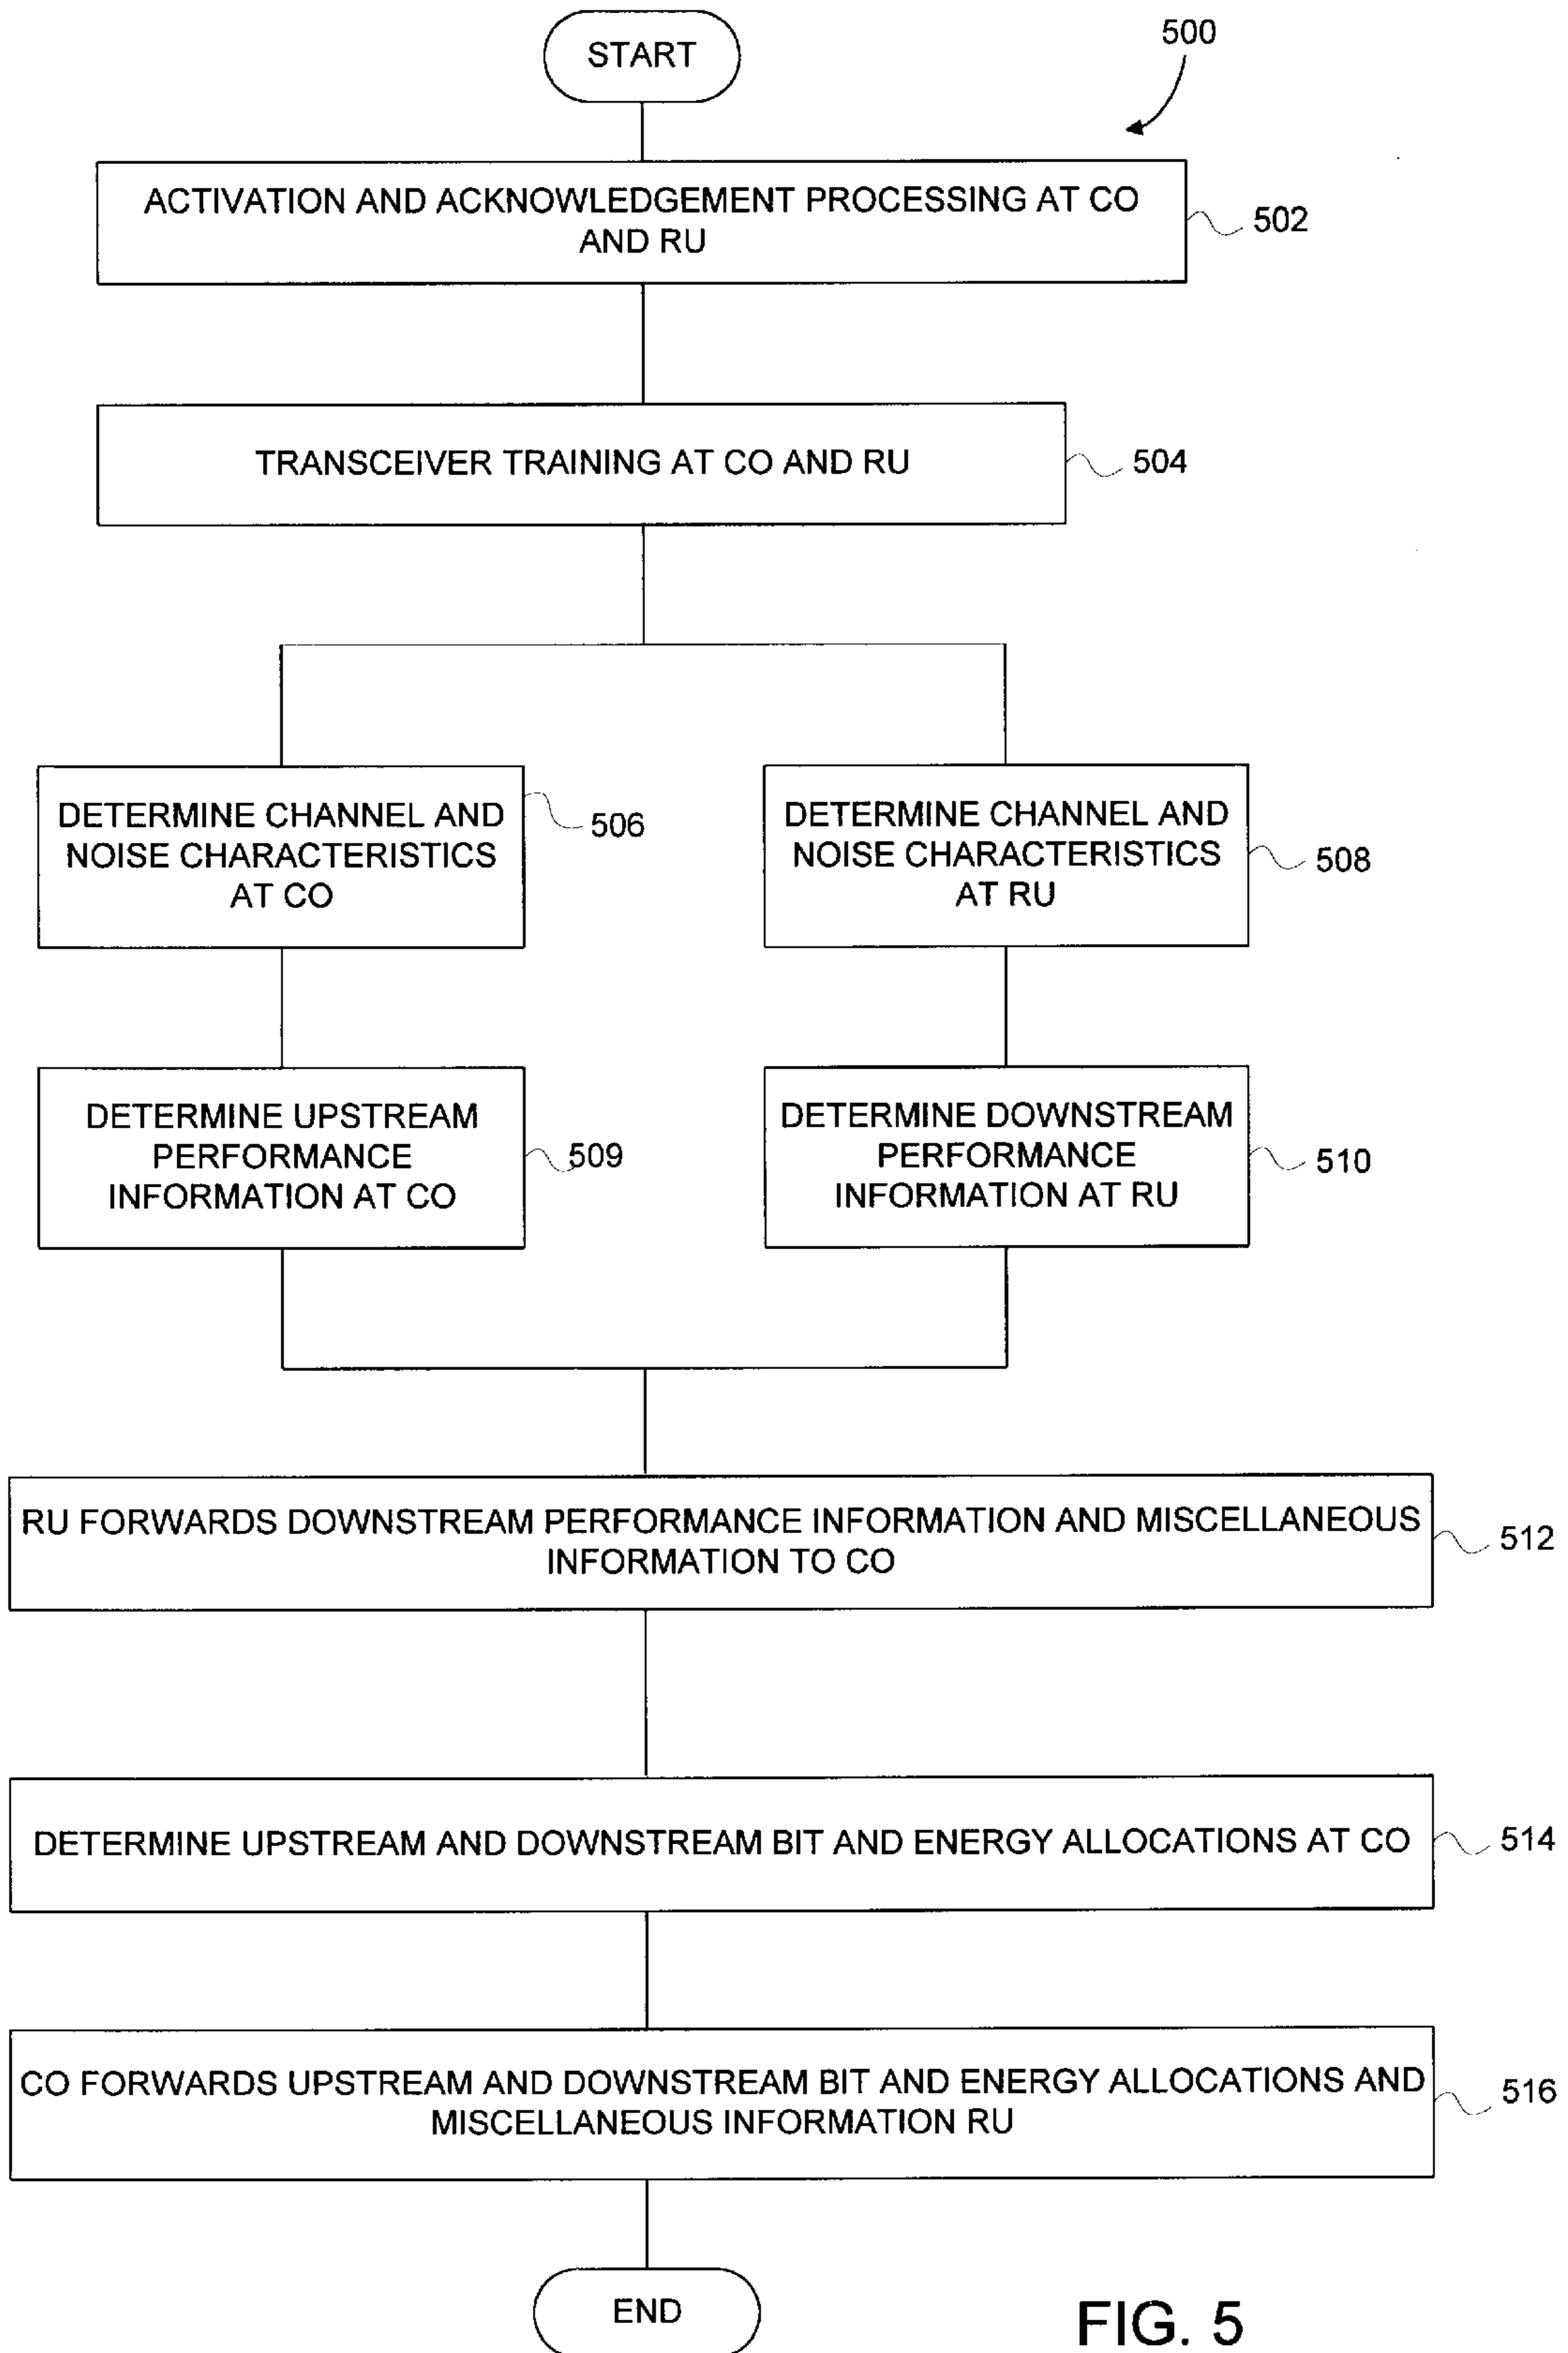 START
500
ACTIVATION AND ACKNOWLEDGEMENT PROCESSING AT CO
AND RU
502
TRANSCEIVER TRAINING AT CO AND RU
504
DETERMINE CHANNEL AND
NOISE CHARACTERISTICS
AT CO
506
DETERMINE CHANNEL AND
NOISE CHARACTERISTICS
AT RU
508
DETERMINE UPSTREAM
PERFORMANCE
INFORMATION AT CO
509
DETERMINE DOWNSTREAM
PERFORMANCE
INFORMATION AT RU
510
RU FORWARDS DOWNSTREAM PERFORMANCE INFORMATION AND MISCELLANEOUS
INFORMATION TO CO
512
DETERMINE UPSTREAM AND DOWNSTREAM BIT AND ENERGY ALLOCATIONS AT CO
514
CO FORWARDS UPSTREAM AND DOWNSTREAM BIT AND ENERGY ALLOCATIONS AND
MISCELLANEOUS INFORMATION RU
516
END
FIG. 5